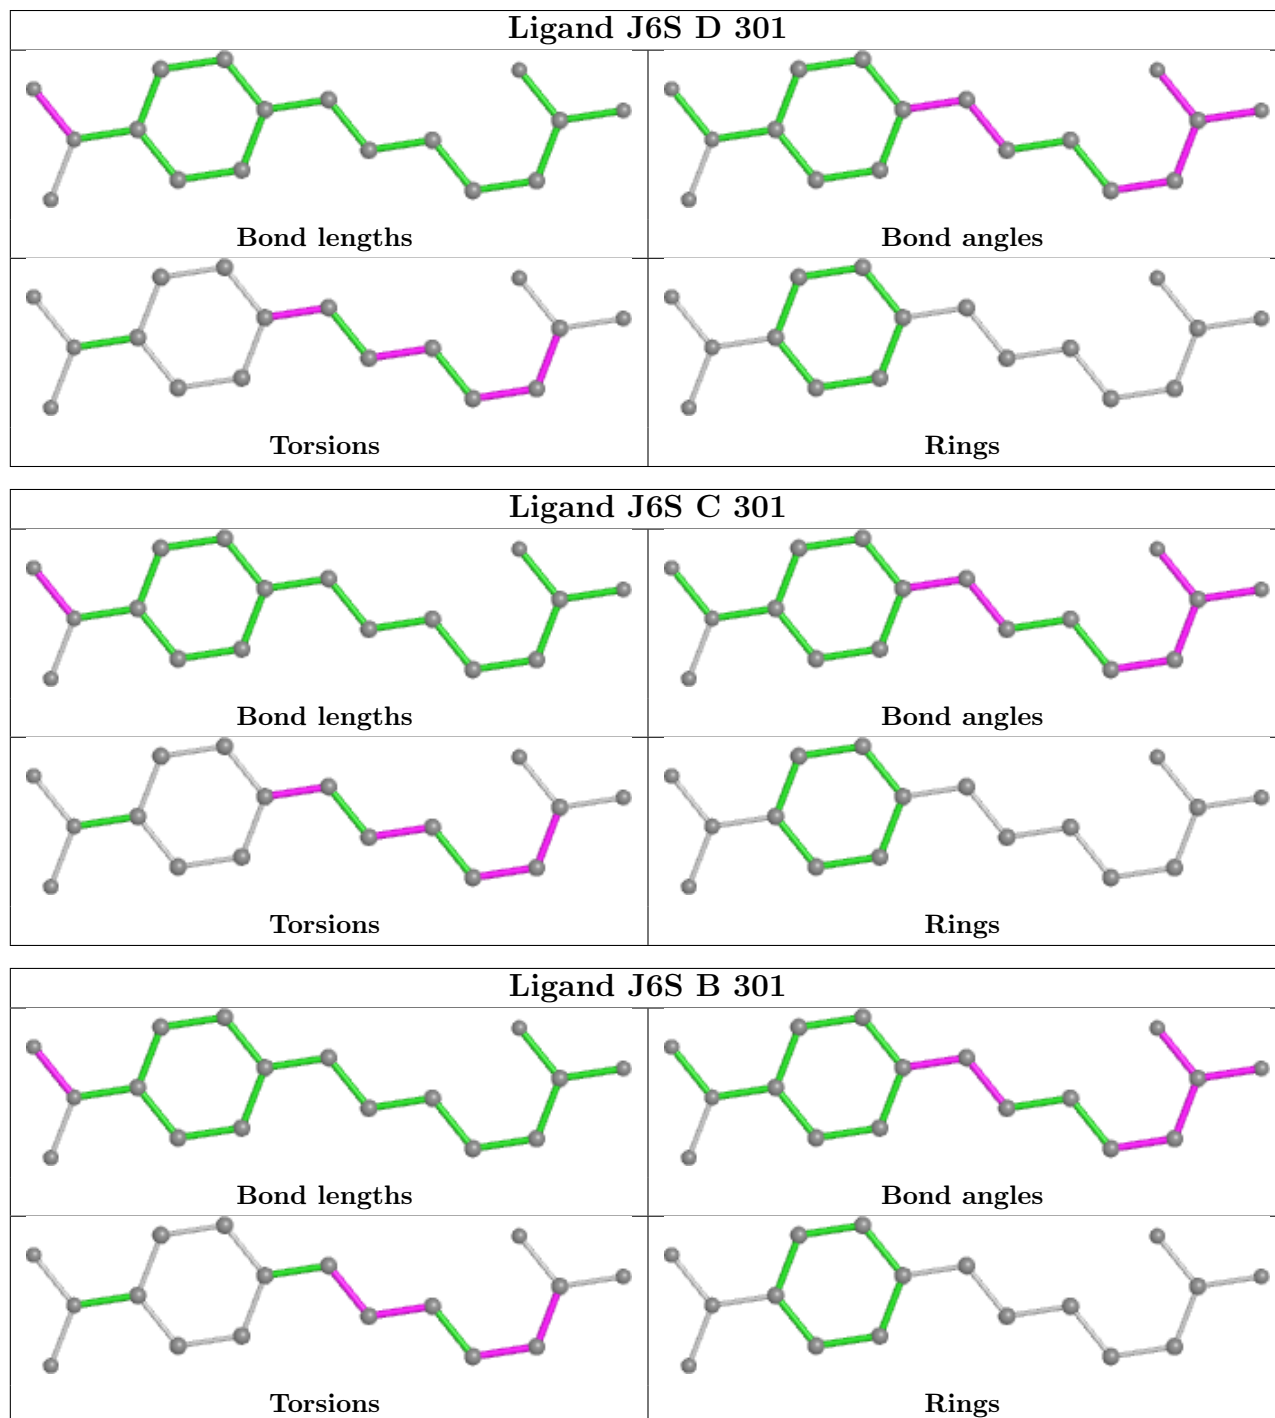 Ligand J6S D 301
Bond lengths
Bond angles
Torsions
Rings
Ligand J6S C 301
Bond lengths
Bond angles
Torsions
Rings
Ligand J6S B 301
Bond lengths
Bond angles
Torsions
Rings